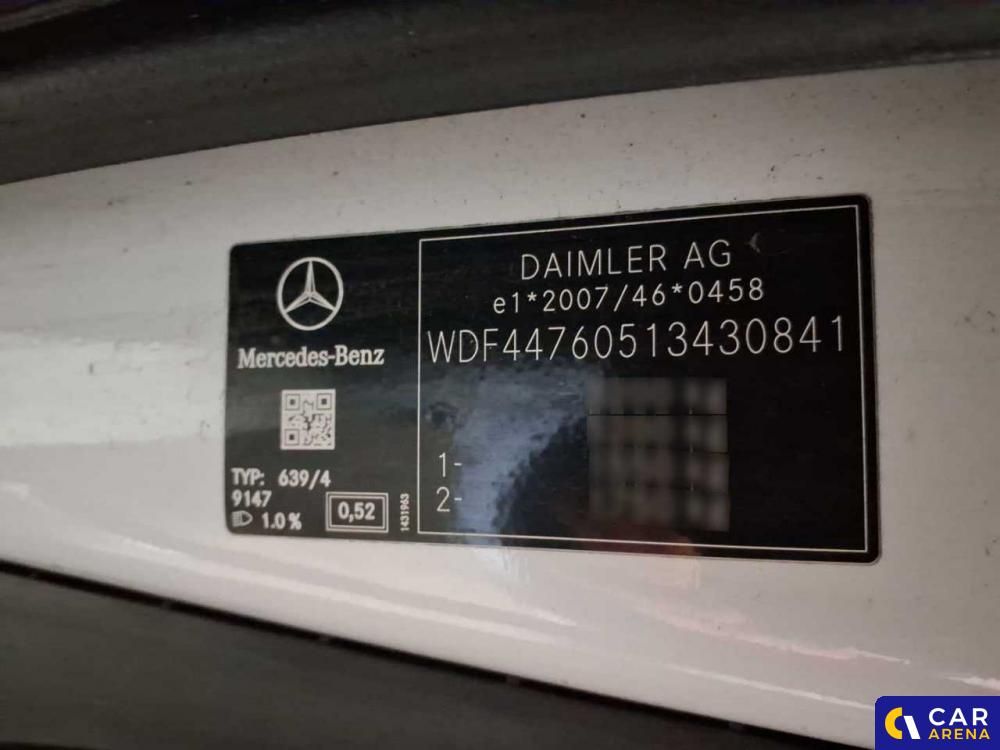 Mercedes-Benz
TYP: 639/4
9147
1.0%
0,52
1431963
DAIMLER AG
e1*2007/46*0458
WDF44760513430841
1-
2-
CAR
ARENA